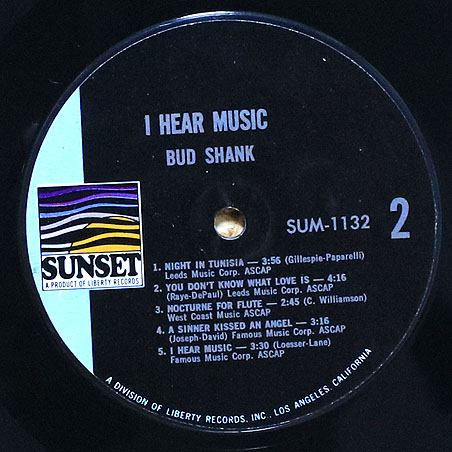 I HEAR MUSIC
BUD SHANK
SUM-1132 2
SUNSET
A PRODUCT OF LIBERTY RECORDS
1. NIGHT IN TUNISIA — 3:56 (Gillespie-Paparelli)
Leeds Music Corp. ASCAP
2. YOU DON'T KNOW WHAT LOVE IS — 4:16
(Raye-DePaul) Leeds Music Corp. ASCAP
3. NOCTURNE FOR FLUTE — 2:45 (C. Williamson)
West Coast Music ASCAP
4. A SINNER KISSED AN ANGEL — 3:16
(Joseph-David) Famous Music Corp. ASCAP
5. I HEAR MUSIC — 3:30 (Loesser-Lane)
Famous Music Corp. ASCAP
A DIVISION OF LIBERTY RECORDS, INC., LOS ANGELES, CALIFORNIA